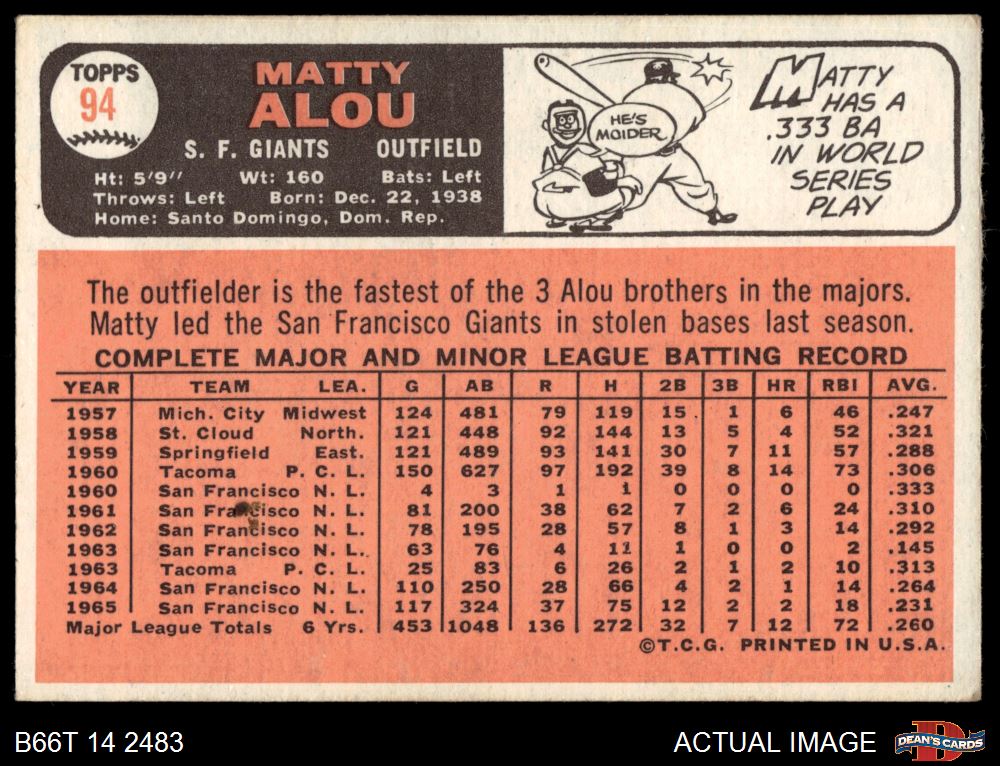 TOPPS
94
MATTY
ALOU
S. F. GIANTS OUTFIELD
Ht: 5'9" Wt: 160 Bats: Left
Throws: Left Born: Dec. 22, 1938
Home: Santo Domingo, Dom. Rep.
HE'S
MOIDER
MATTY
HAS A
.333 BA
IN WORLD
SERIES
PLAY
The outfielder is the fastest of the 3 Alou brothers in the majors.
Matty led the San Francisco Giants in stolen bases last season.
COMPLETE MAJOR AND MINOR LEAGUE BATTING RECORD
YEAR TEAM LEA. G AB R H 2B 3B HR RBI AVG.
1957 Mich. City Midwest 124 481 79 119 15 1 6 46 .247
1958 St. Cloud North. 121 448 92 144 13 5 4 52 .321
1959 Springfield East. 121 489 93 141 30 7 11 57 .288
1960 Tacoma P. C. L. 150 627 97 192 39 8 14 73 .306
1960 San Francisco N. L. 4 3 1 1 0 0 0 0 .333
1961 San Francisco N. L. 81 200 38 62 7 2 6 24 .310
1962 San Francisco N. L. 78 195 28 57 8 1 3 14 .292
1963 San Francisco N. L. 63 76 4 11 1 0 0 2 .145
1963 Tacoma P. C. L. 25 83 6 26 2 1 2 10 .313
1964 San Francisco N. L. 110 250 28 66 4 2 1 14 .264
1965 San Francisco N. L. 117 324 37 75 12 2 2 18 .231
Major League Totals 6 Yrs. 453 1048 136 272 32 7 12 72 .260
©T.C.G. PRINTED IN U.S.A.
B66T 14 2483 ACTUAL IMAGE
DEAN'S CARDS